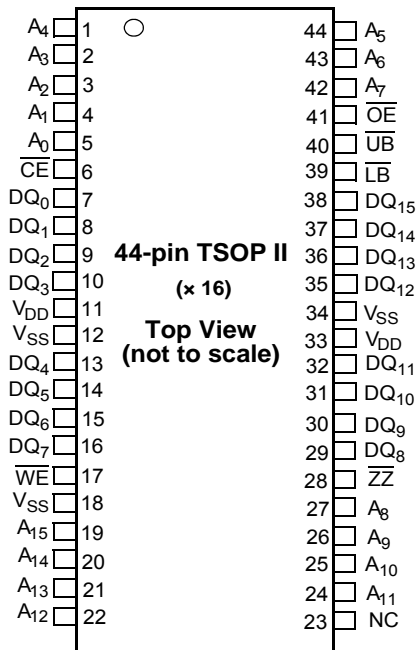 A4 1 44 A5
A3 2 43 A6
A2 3 42 A7
A1 4 41 OE
A0 5 40 UB
CE 6 39 LB
DQ0 7 38 DQ15
DQ1 8 37 DQ14
DQ2 9 36 DQ13
DQ3 10 35 DQ12
VDD 11 34 VSS
VSS 12 33 VDD
DQ4 13 32 DQ11
DQ5 14 31 DQ10
DQ6 15 30 DQ9
DQ7 16 29 DQ8
WE 17 28 ZZ
VSS 18 27 A8
A15 19 26 A9
A14 20 25 A10
A13 21 24 A11
A12 22 23 NC
44-pin TSOP II
(× 16)
Top View
(not to scale)